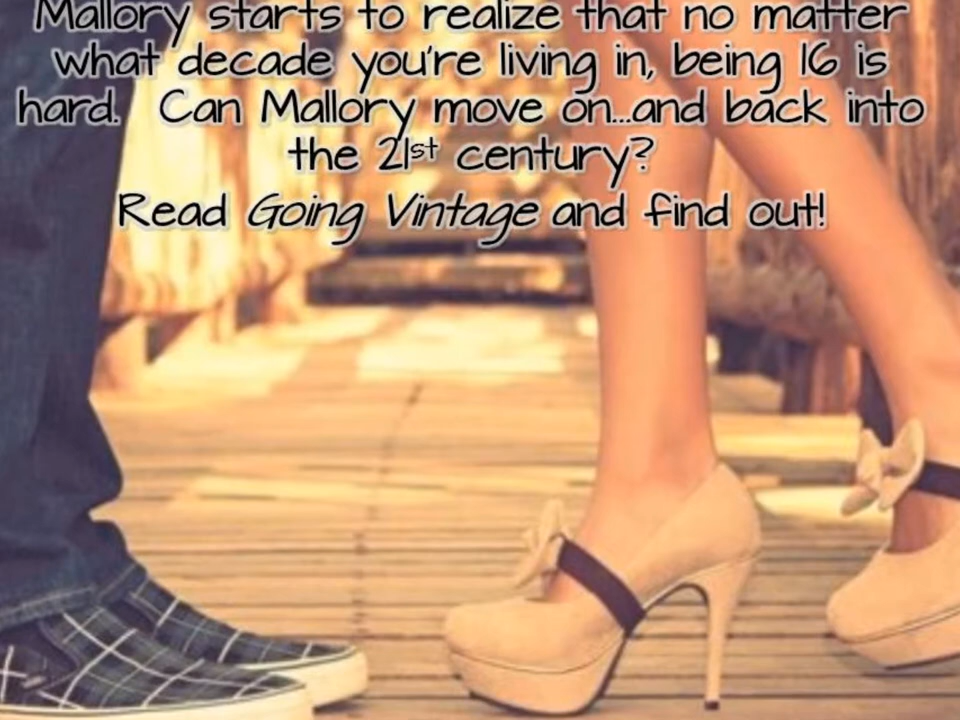 Mallory starts to realize that no matter
what decade you're living in, being 16 is
hard.  Can Mallory move on...and back into
the 21st century?
Read Going Vintage and find out!